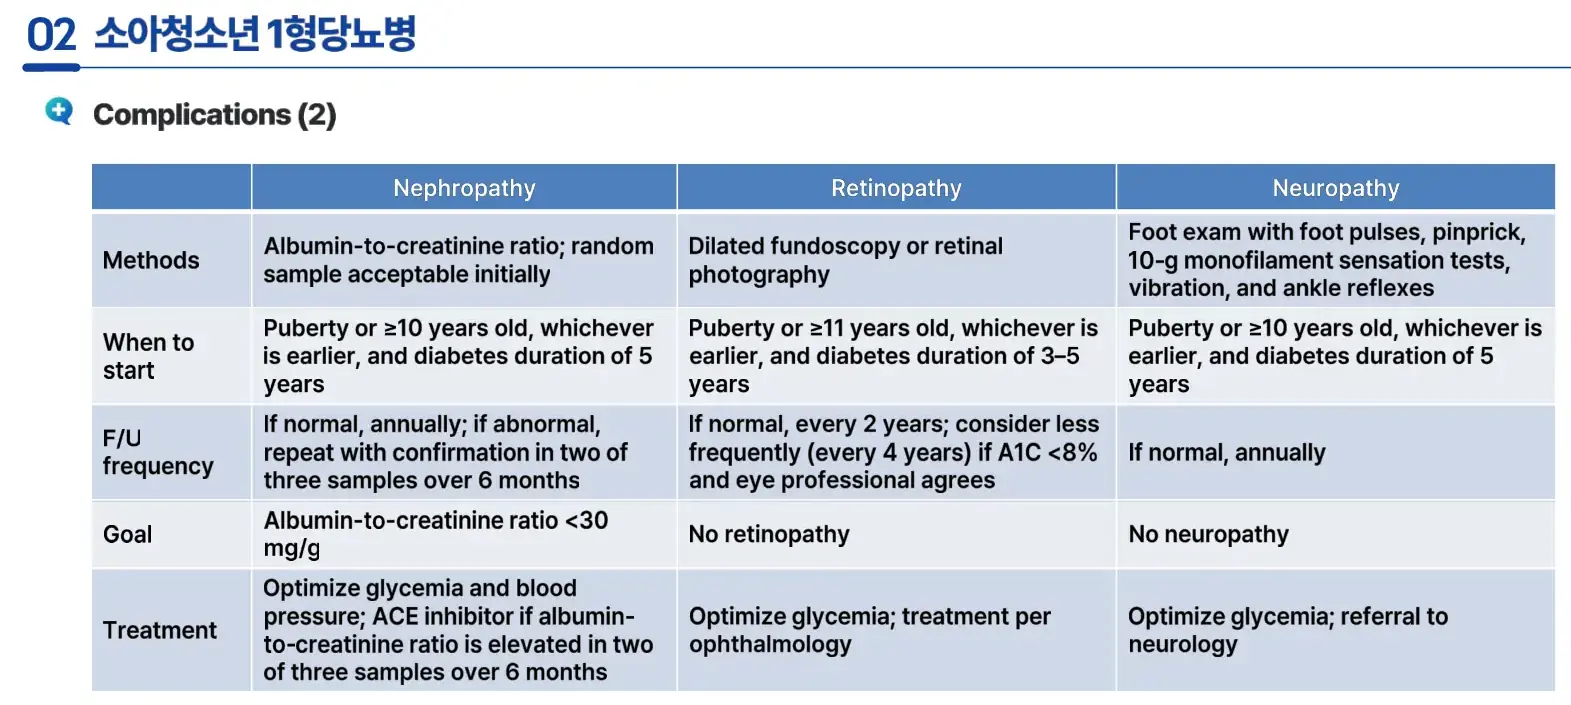 02 소아청소년 1형당뇨병
Complications (2)
Nephropathy
Retinopathy
Neuropathy
Methods
Albumin-to-creatinine ratio; random
sample acceptable initially
Dilated fundoscopy or retinal
photography
Foot exam with foot pulses, pinprick,
10-g monofilament sensation tests,
vibration, and ankle reflexes
When to
start
Puberty or ≥10 years old, whichever
is earlier, and diabetes duration of 5
years
Puberty or ≥11 years old, whichever is
earlier, and diabetes duration of 3–5
years
Puberty or ≥10 years old, whichever is
earlier, and diabetes duration of 5
years
F/U
frequency
If normal, annually; if abnormal,
repeat with confirmation in two of
three samples over 6 months
If normal, every 2 years; consider less
frequently (every 4 years) if A1C <8%
and eye professional agrees
If normal, annually
Goal
Albumin-to-creatinine ratio <30
mg/g
No retinopathy
No neuropathy
Treatment
Optimize glycemia and blood
pressure; ACE inhibitor if albumin-
to-creatinine ratio is elevated in two
of three samples over 6 months
Optimize glycemia; treatment per
ophthalmology
Optimize glycemia; referral to
neurology